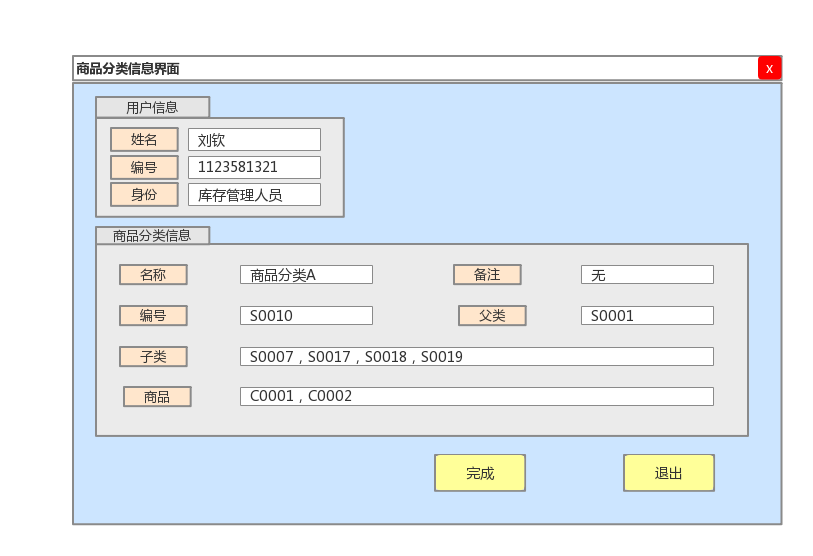 商品分类信息界面 x
用户信息
姓名 刘钦
编号 1123581321
身份 库存管理人员
商品分类信息
名称 商品分类A 备注 无
编号 S0010 父类 S0001
子类 S0007，S0017，S0018，S0019
商品 C0001，C0002
完成 退出